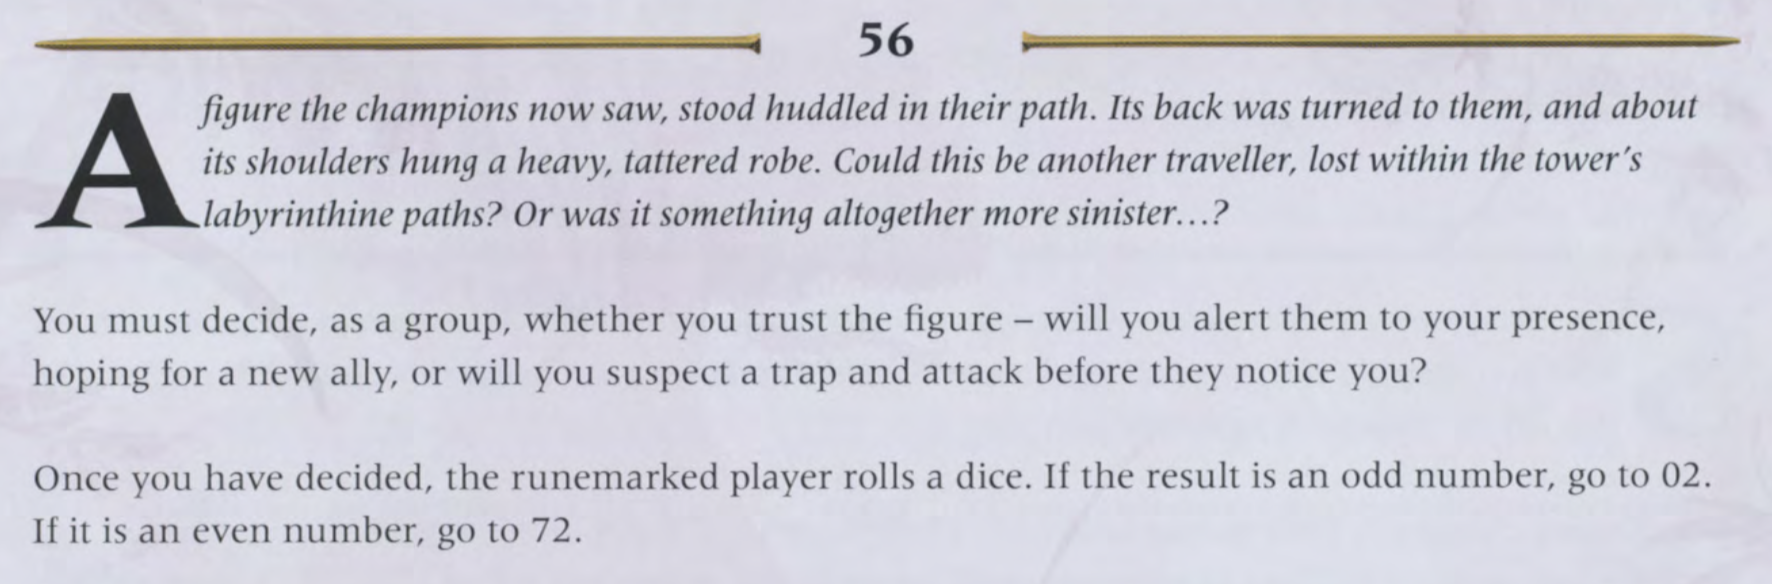 56
A figure the champions now saw, stood huddled in their path. Its back was turned to them, and about
its shoulders hung a heavy, tattered robe. Could this be another traveller, lost within the tower's
labyrinthine paths? Or was it something altogether more sinister...?
You must decide, as a group, whether you trust the figure – will you alert them to your presence,
hoping for a new ally, or will you suspect a trap and attack before they notice you?
Once you have decided, the runemarked player rolls a dice. If the result is an odd number, go to 02.
If it is an even number, go to 72.